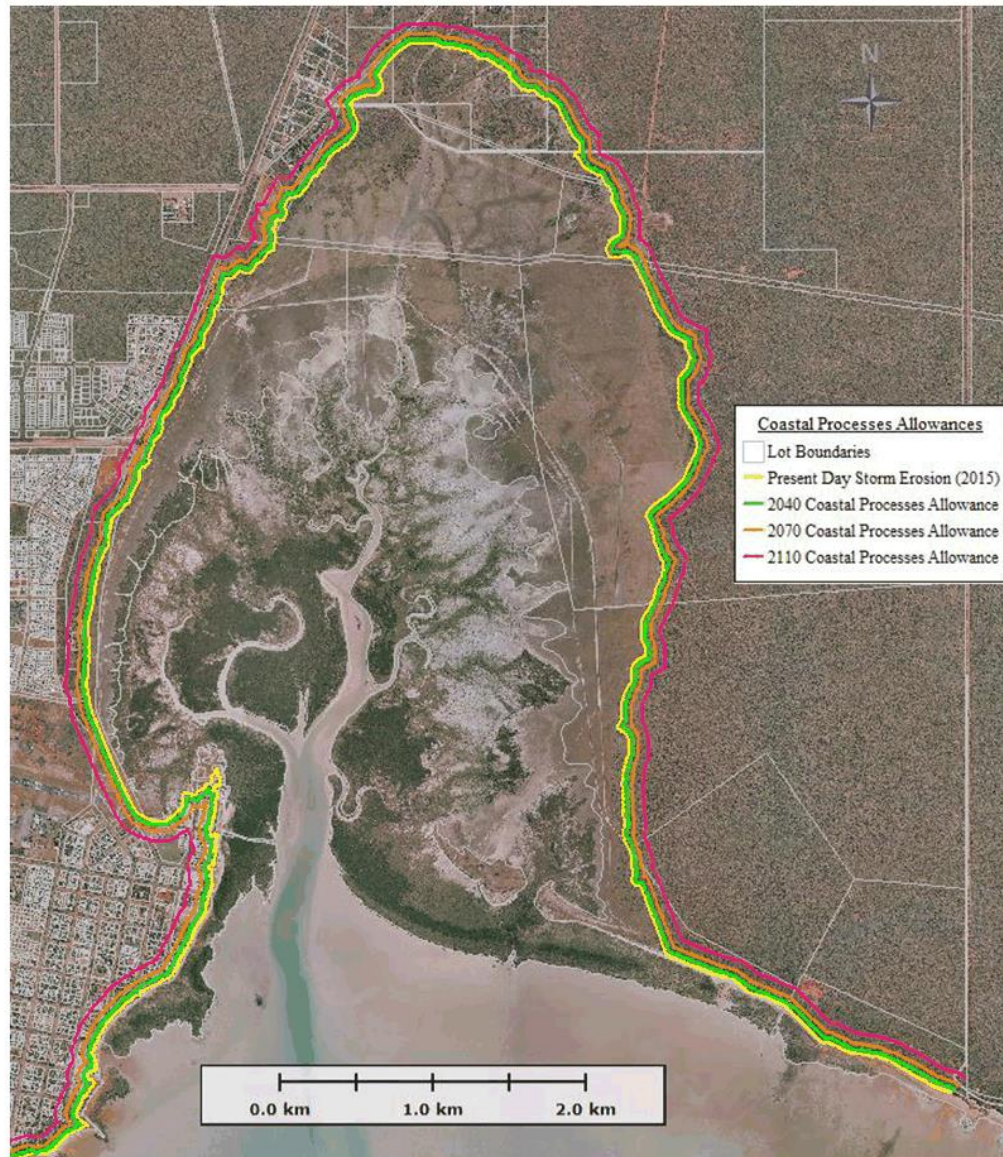 N
Coastal Processes Allowances
Lot Boundaries
Present Day Storm Erosion (2015)
2040 Coastal Processes Allowance
2070 Coastal Processes Allowance
2110 Coastal Processes Allowance
0.0 km 1.0 km 2.0 km